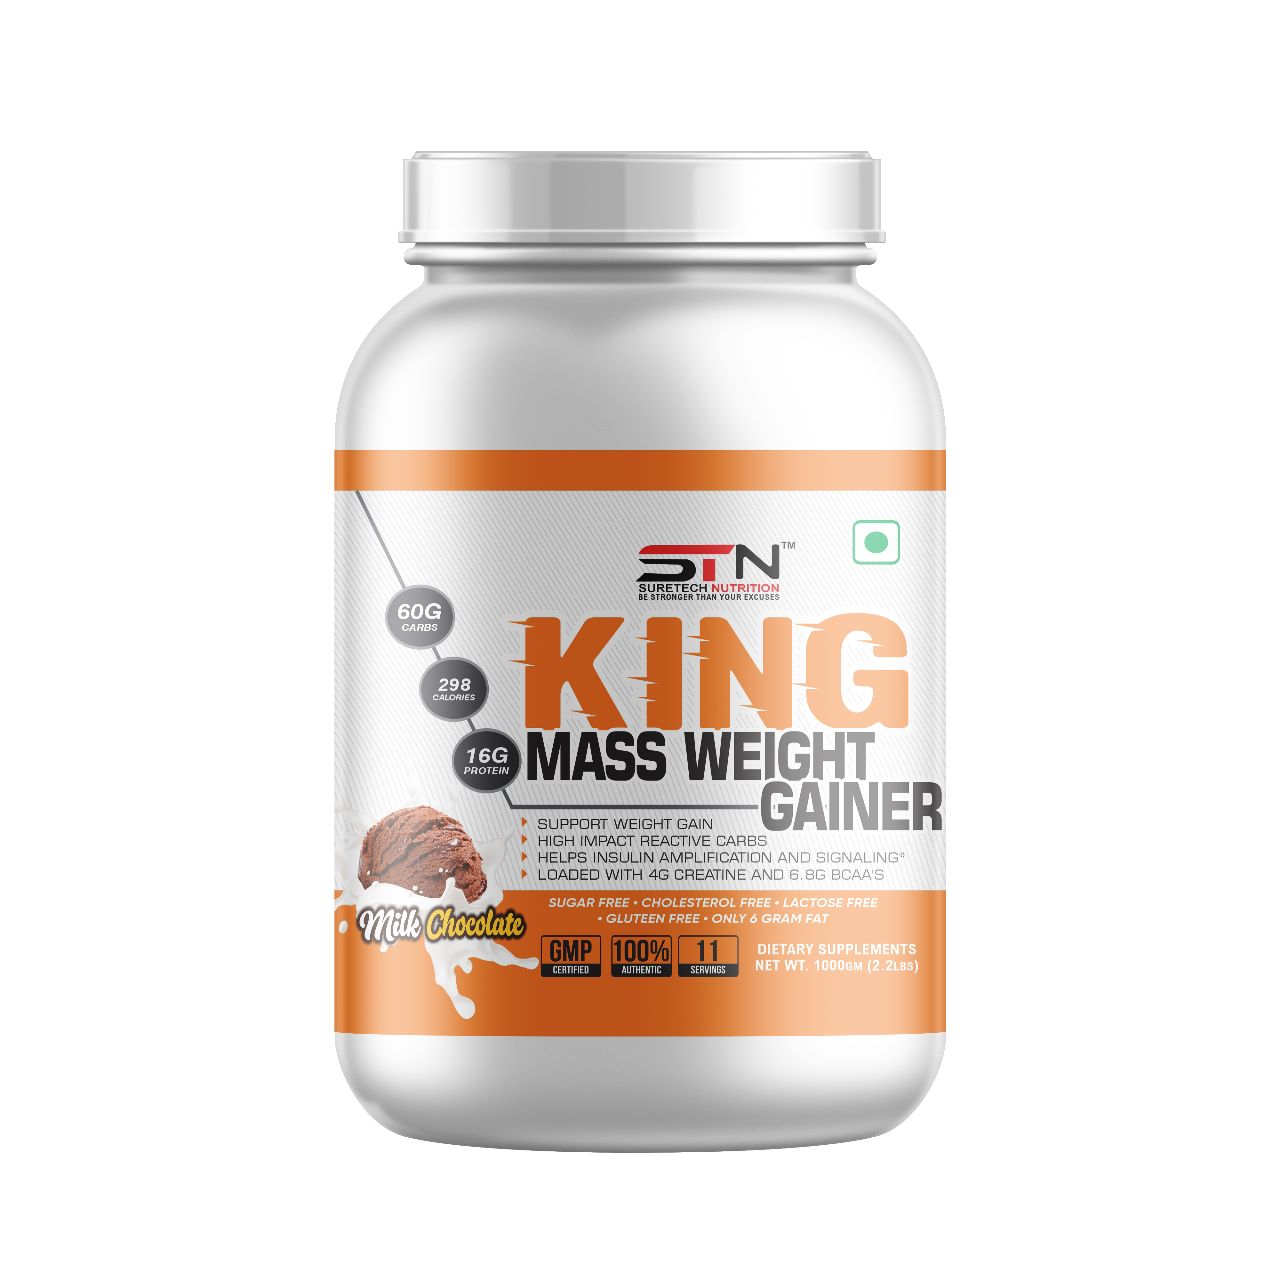 STN™
SURETECH NUTRITION
BE STRONGER THAN YOUR EXCUSES
KING
MASS WEIGHT
GAINER
60G
CARBS
298
CALORIES
16G
PROTEIN
SUPPORT WEIGHT GAIN
HIGH IMPACT REACTIVE CARBS
HELPS INSULIN AMPLIFICATION AND SIGNALING*
LOADED WITH 4G CREATINE AND 6.8G BCAA'S
SUGAR FREE • CHOLESTEROL FREE • LACTOSE FREE
• GLUTEEN FREE • ONLY 6 GRAM FAT
Milk Chocolate
GMP
CERTIFIED
100%
AUTHENTIC
11
SERVINGS
DIETARY SUPPLEMENTS
NET WT. 1000GM (2.2LBS)